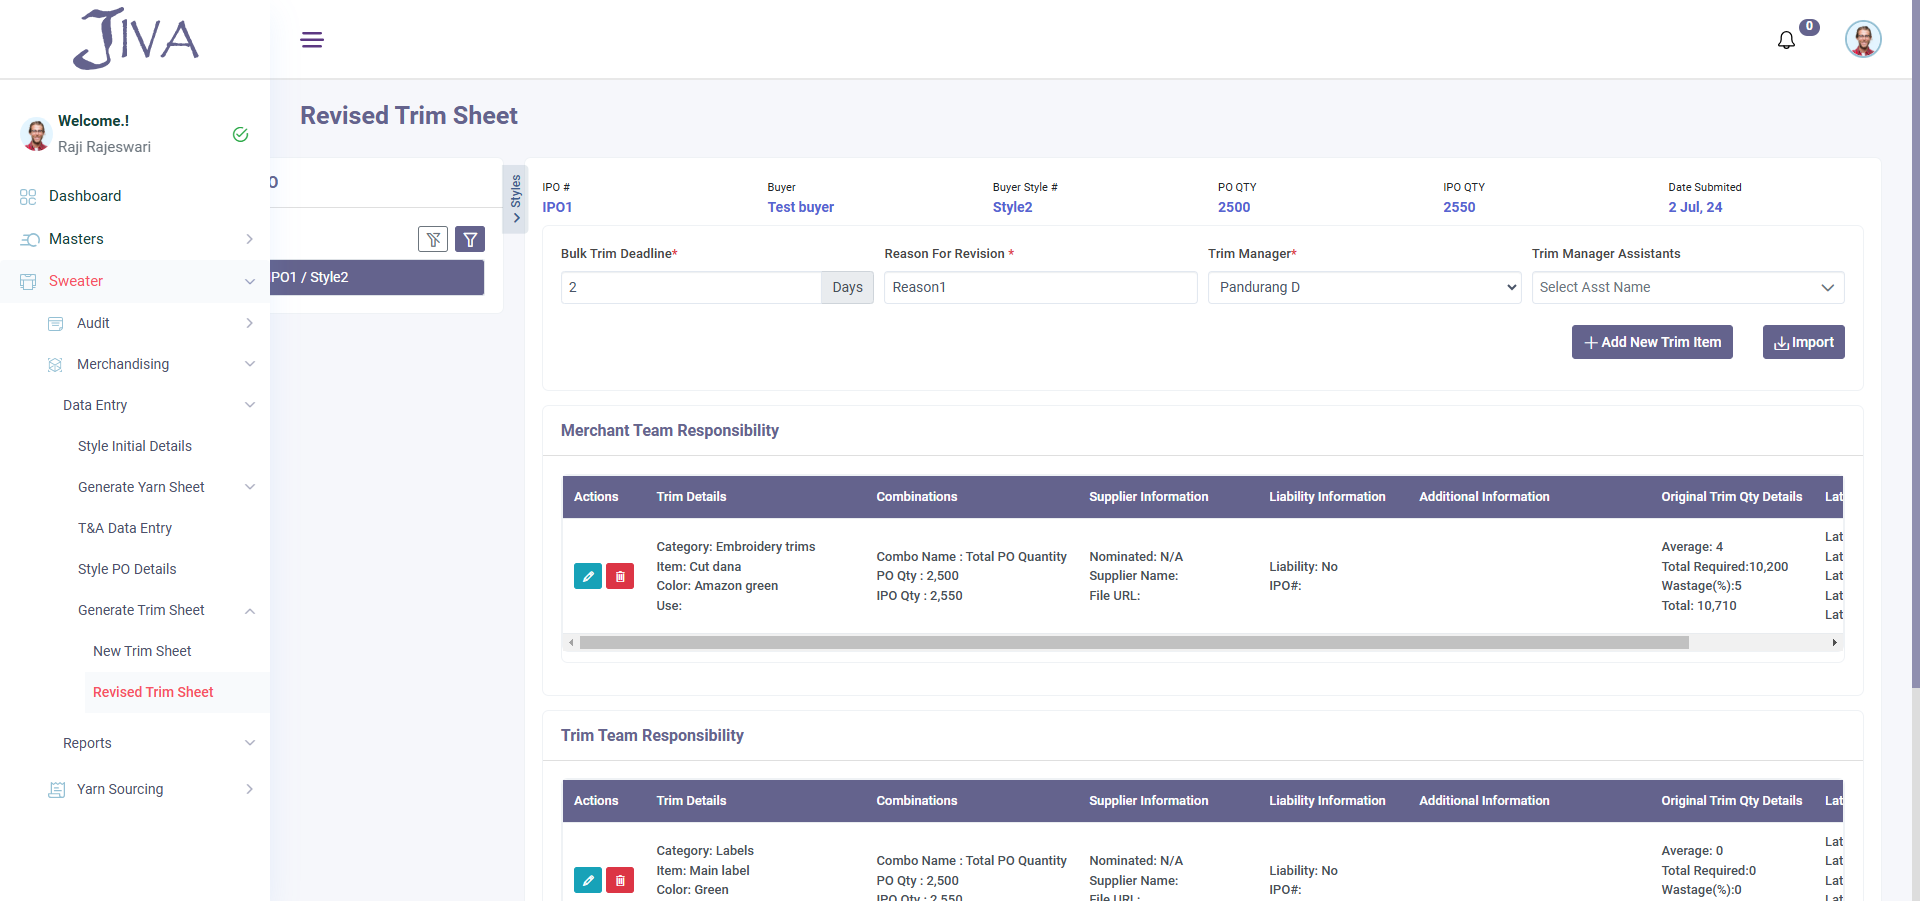 JIVA
0
Welcome.!
Raji Rajeswari
Dashboard
Masters
Sweater
Audit
Merchandising
Data Entry
Style Initial Details
Generate Yarn Sheet
T&A Data Entry
Style PO Details
Generate Trim Sheet
New Trim Sheet
Revised Trim Sheet
Reports
Yarn Sourcing
Revised Trim Sheet
O
PO1 / Style2
Styles
IPO # Buyer Buyer Style # PO QTY IPO QTY Date Submited
IPO1 Test buyer Style2 2500 2550 2 Jul, 24
Bulk Trim Deadline* Reason For Revision * Trim Manager* Trim Manager Assistants
2 Days Reason1 Pandurang D Select Asst Name
Add New Trim Item Import
Merchant Team Responsibility
Actions Trim Details Combinations Supplier Information Liability Information Additional Information Original Trim Qty Details Lat
Category: Embroidery trims
Item: Cut dana
Color: Amazon green
Use:
Combo Name : Total PO Quantity
PO Qty : 2,500
IPO Qty : 2,550
Nominated: N/A
Supplier Name:
File URL:
Liability: No
IPO#:
Average: 4
Total Required:10,200
Wastage(%):5
Total: 10,710
Lat
Lat
Lat
Lat
Lat
Trim Team Responsibility
Actions Trim Details Combinations Supplier Information Liability Information Additional Information Original Trim Qty Details Lat
Category: Labels
Item: Main label
Color: Green
Combo Name : Total PO Quantity
PO Qty : 2,500
IPO Qty : 2,550
Nominated: N/A
Supplier Name:
File URL:
Liability: No
IPO#:
Average: 0
Total Required:0
Wastage(%):0
Lat
Lat
Lat
Lat